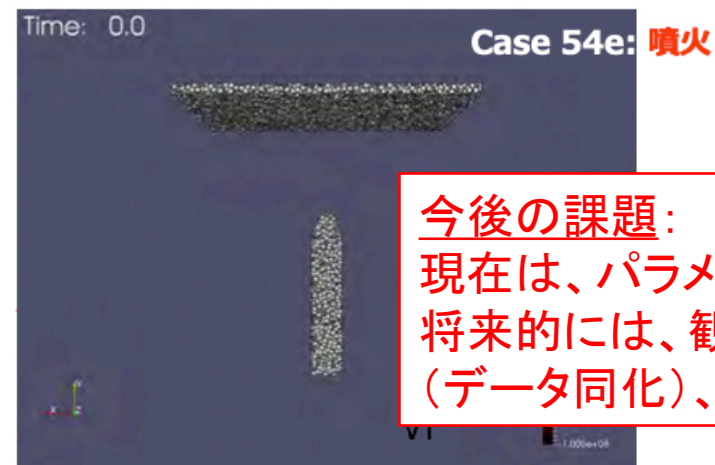 Time: 0.0
Case 54e: 噴火
今後の課題:
現在は、パラメ
将来的には、観
(データ同化)、